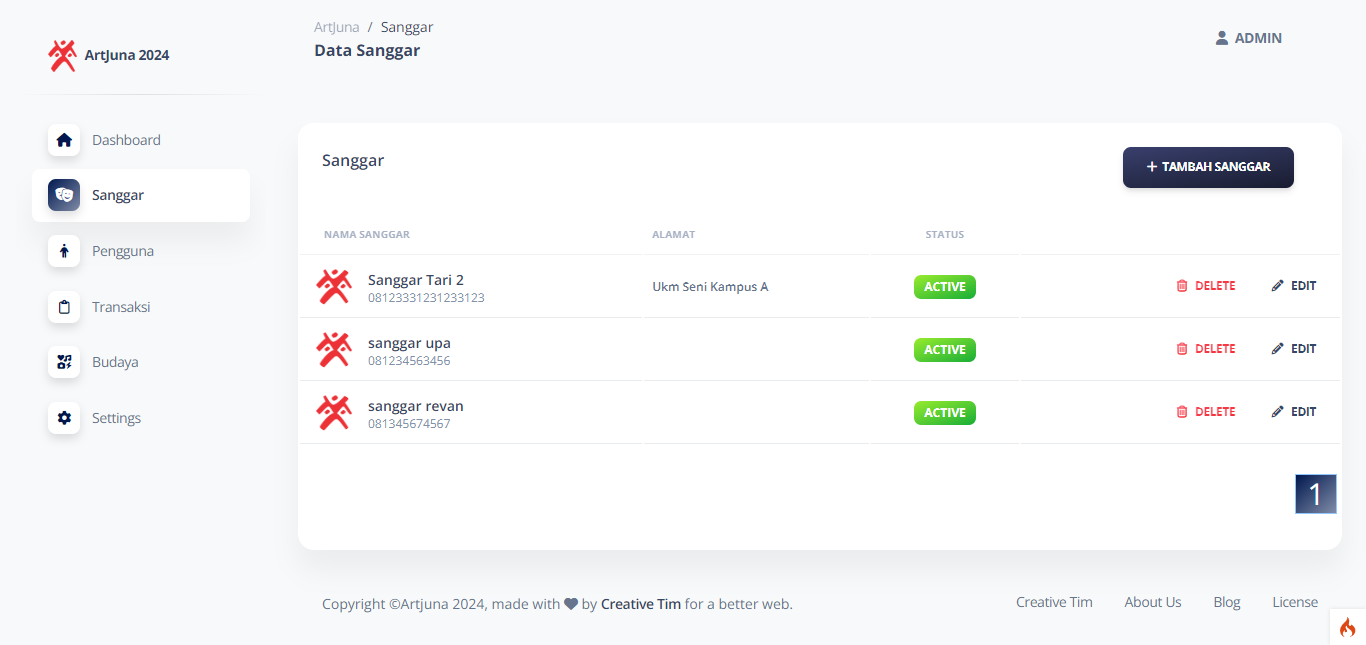 ArtJuna 2024
Dashboard
Sanggar
Pengguna
Transaksi
Budaya
Settings
ArtJuna / Sanggar
Data Sanggar
ADMIN
Sanggar
+ TAMBAH SANGGAR
NAMA SANGGAR ALAMAT STATUS
Sanggar Tari 2
08123331231233123
Ukm Seni Kampus A
ACTIVE
DELETE
EDIT
sanggar upa
081234563456
ACTIVE
DELETE
EDIT
sanggar revan
081345674567
ACTIVE
DELETE
EDIT
1
Copyright ©Artjuna 2024, made with ♥ by Creative Tim for a better web.
Creative Tim About Us Blog License